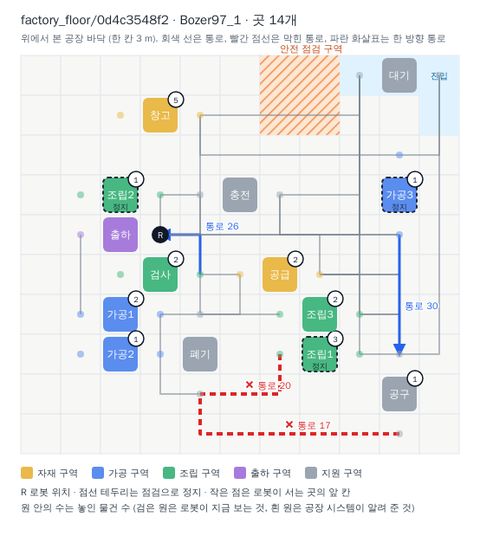 factory_floor/0d4c3548f2 · Bozer97_1 · 곳 14개
위에서 본 공장 바닥 (한 칸 3 m). 회색 선은 통로, 빨간 점선은 막힌 통로, 파란 화살표는 한 방향 통로
안전 점검 구역
대기
진입
5
창고
1
조립2
정지
충전
1
가공3
정지
출하
R
통로 26
2
검사
2
공급
2
가공1
2
조립3
통로 30
1
가공2
폐기
3
조립1
정지
✕ 통로 20
1
공구
✕ 통로 17
자재 구역 가공 구역 조립 구역 출하 구역 지원 구역
R 로봇 위치 · 점선 테두리는 점검으로 정지 · 작은 점은 로봇이 서는 곳의 앞 칸
원 안의 수는 놓인 물건 수 (검은 원은 로봇이 지금 보는 것, 흰 원은 공장 시스템이 알려 준 것)